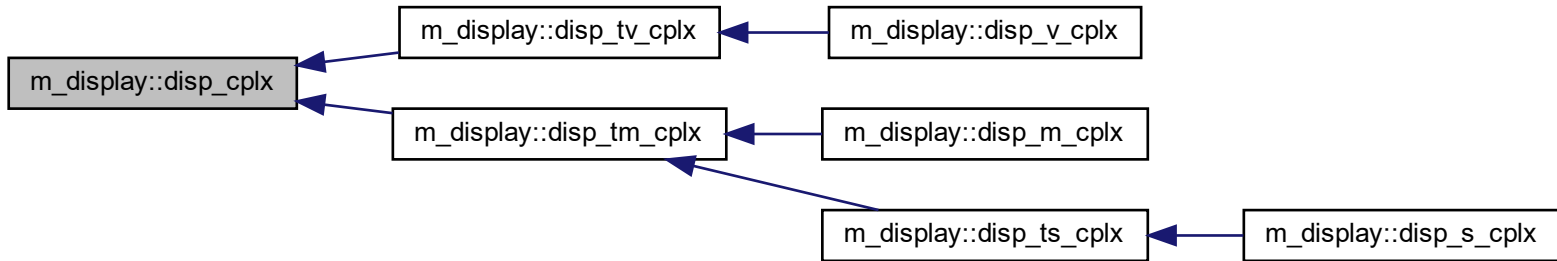 m_display::disp_tv_cplx
m_display::disp_v_cplx
m_display::disp_cplx
m_display::disp_tm_cplx
m_display::disp_m_cplx
m_display::disp_ts_cplx
m_display::disp_s_cplx